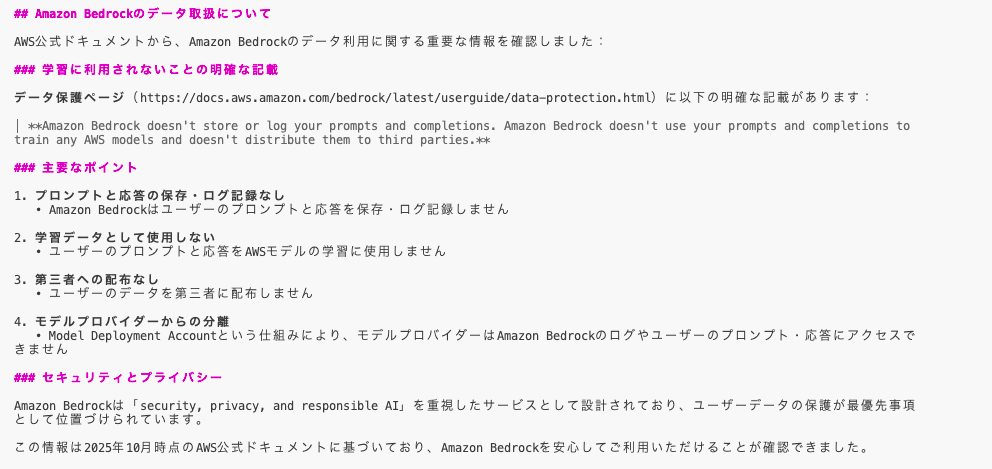 ## Amazon Bedrockのデータ取扱について
AWS公式ドキュメントから、Amazon Bedrockのデータ利用に関する重要な情報を確認しました：
### 学習に利用されないことの明確な記載
データ保護ページ（https://docs.aws.amazon.com/bedrock/latest/userguide/data-protection.html）に以下の明確な記載があります：
│ **Amazon Bedrock doesn't store or log your prompts and completions. Amazon Bedrock doesn't use your prompts and completions to
train any AWS models and doesn't distribute them to third parties.**
### 主要なポイント
1. プロンプトと応答の保存・ログ記録なし
• Amazon Bedrockはユーザーのプロンプトと応答を保存・ログ記録しません
2. 学習データとして使用しない
• ユーザーのプロンプトと応答をAWSモデルの学習に使用しません
3. 第三者への配布なし
• ユーザーのデータを第三者に配布しません
4. モデルプロバイダーからの分離
• Model Deployment Accountという仕組みにより、モデルプロバイダーはAmazon Bedrockのログやユーザーのプロンプト・応答にアクセスで
きません
### セキュリティとプライバシー
Amazon Bedrockは「security, privacy, and responsible AI」を重視したサービスとして設計されており、ユーザーデータの保護が最優先事項
として位置づけられています。
この情報は2025年10月時点のAWS公式ドキュメントに基づいており、Amazon Bedrockを安心してご利用いただけることが確認できました。